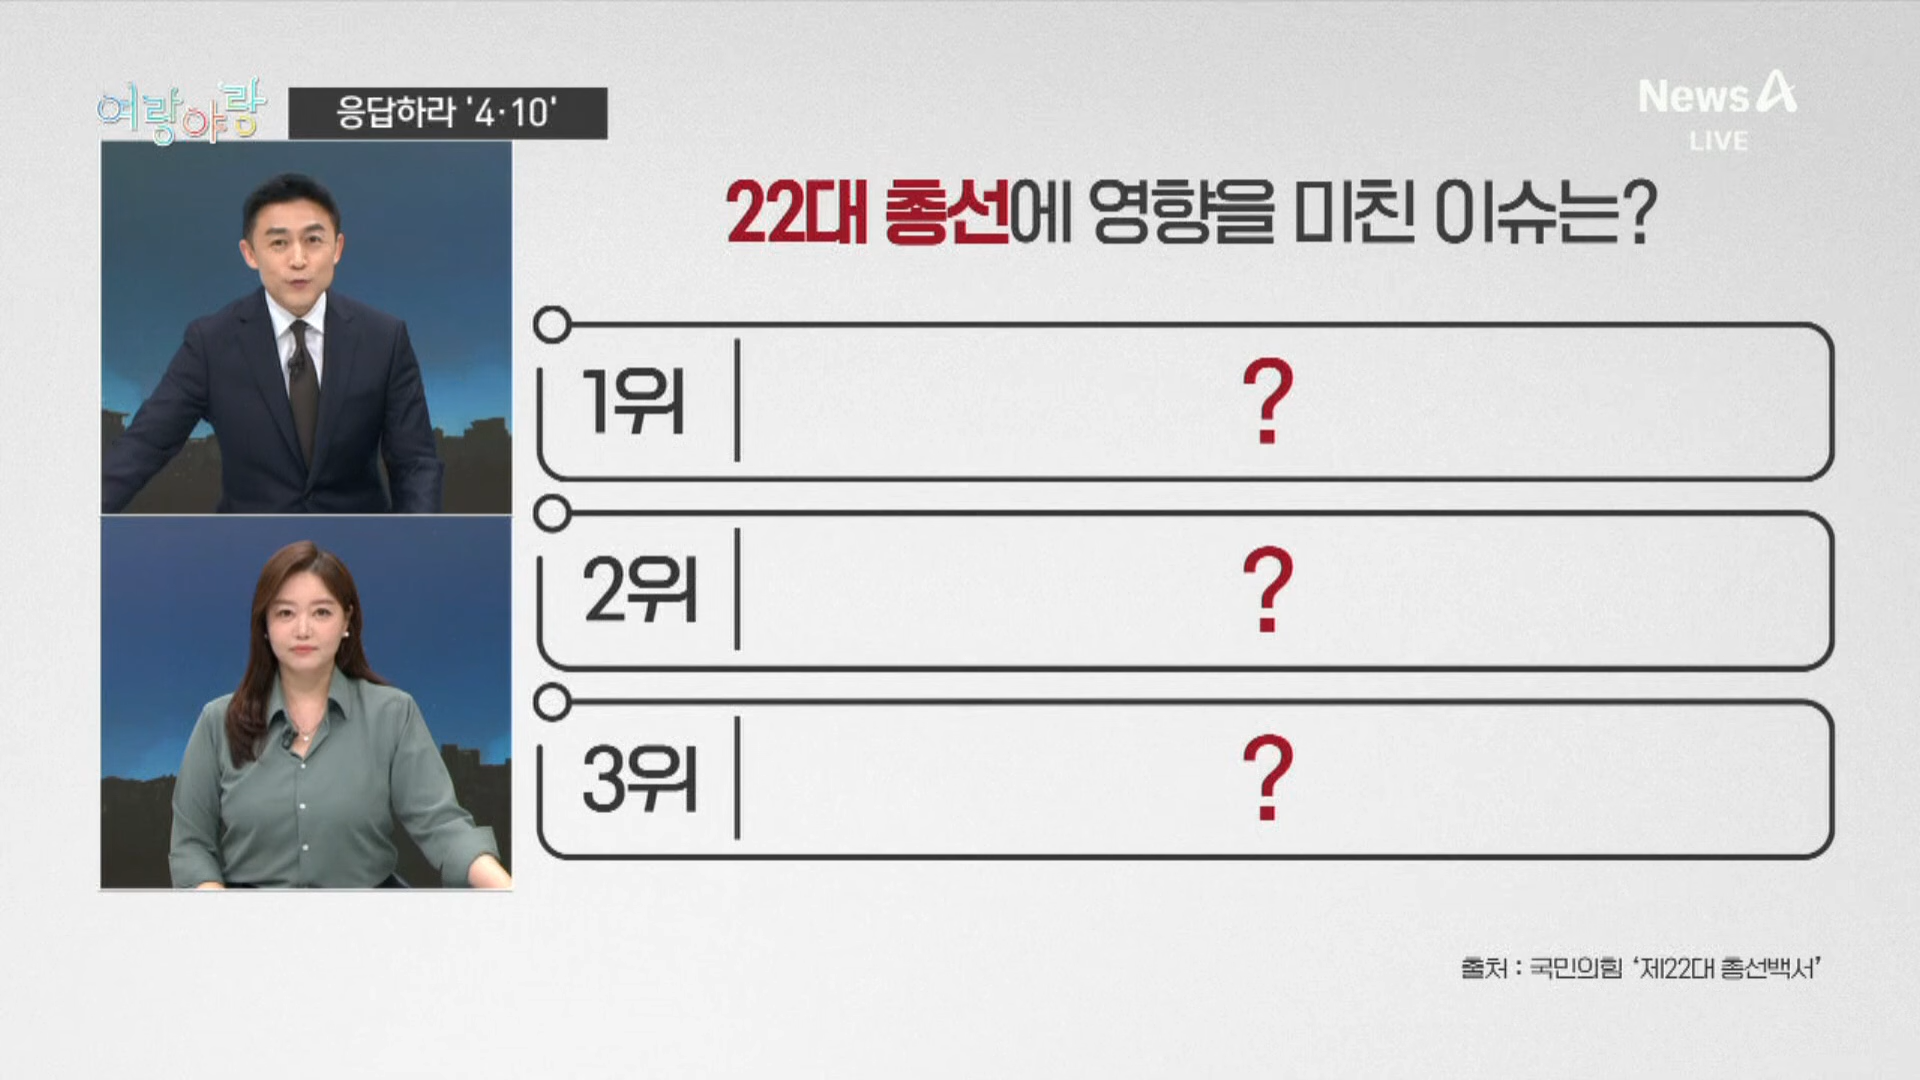 여랑야랑
응답하라 '4·10'
News A
LIVE
22대 총선에 영향을 미친 이슈는?
1위
?
2위
?
3위
?
출처 : 국민의힘 ‘제22대 총선백서’